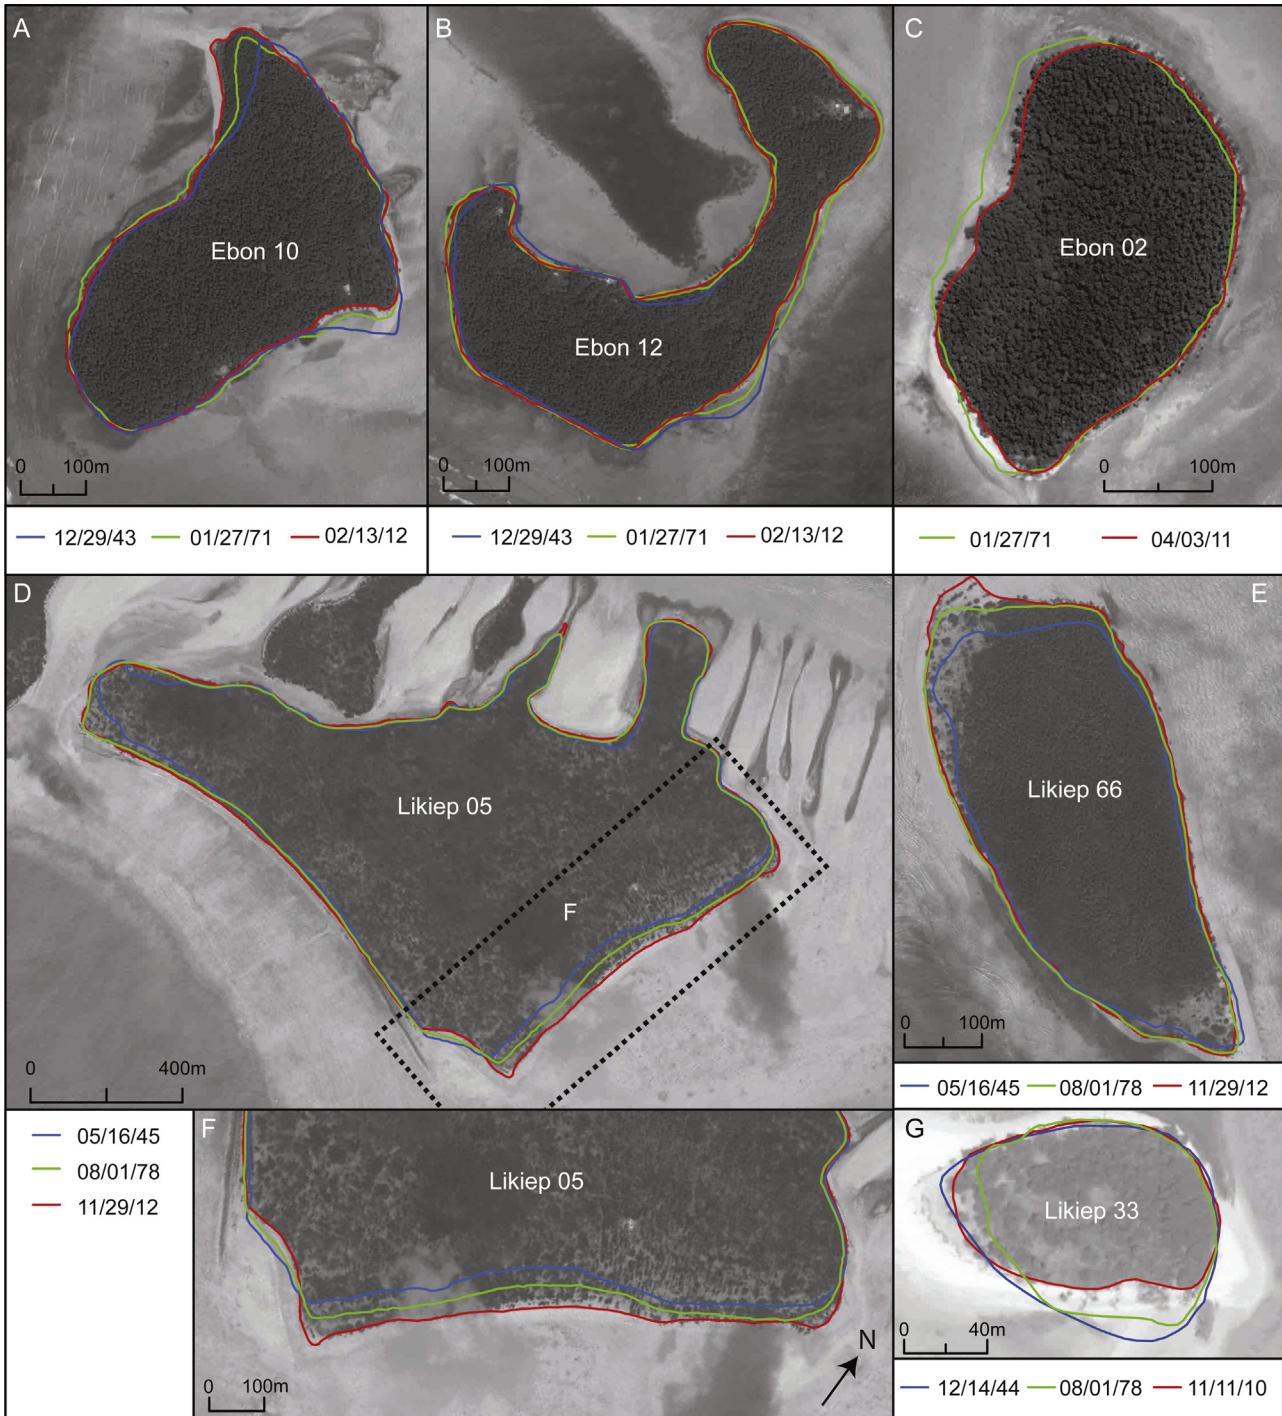 A
Ebon 10
0 100m
12/29/43 01/27/71 02/13/12
B
Ebon 12
0 100m
12/29/43 01/27/71 02/13/12
C
Ebon 02
0 100m
01/27/71 04/03/11
D
Likiep 05
F
0 400m
05/16/45
08/01/78
11/29/12
E
Likiep 66
0 100m
05/16/45 08/01/78 11/29/12
F
Likiep 05
0 100m
N
G
Likiep 33
0 40m
12/14/44 08/01/78 11/11/10